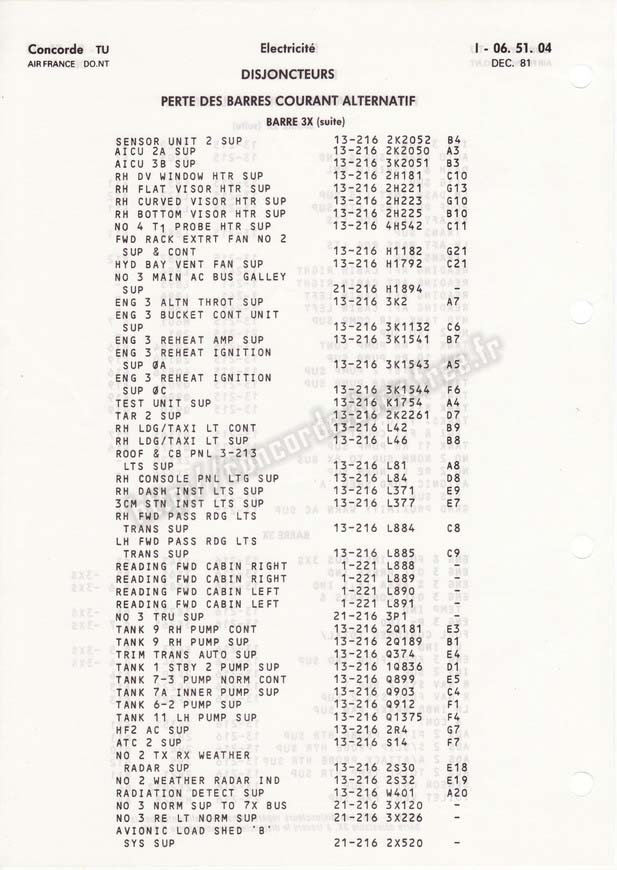 Concorde TU
Electricité
I - 06. 51. 04
AIR FRANCE / DO.NT
DEC. 81
DISJONCTEURS
PERTE DES BARRES COURANT ALTERNATIF
BARRE 3X (suite)
SENSOR UNIT 2 SUP 13-216 2K2052 B4
AICU 2A SUP 13-216 2K2050 A3
AICU 3B SUP 13-216 3K2051 B3
RH DV WINDOW HTR SUP 13-216 2H181 C10
RH FLAT VISOR HTR SUP 13-216 2H221 G13
RH CURVED VISOR HTR SUP 13-216 2H223 G10
RH BOTTOM VISOR HTR SUP 13-216 2H225 B10
NO 4 T1 PROBE HTR SUP 13-216 4H542 C11
FWD RACK EXTRT FAN NO 2
SUP & CONT 13-216 H1182 G21
HYD BAY VENT FAN SUP 13-216 H1792 C21
NO 3 MAIN AC BUS GALLEY
SUP 21-216 H1894 -
ENG 3 ALTN THROT SUP 13-216 3K2 A7
ENG 3 BUCKET CONT UNIT
SUP 13-216 3K1132 C6
ENG 3 REHEAT AMP SUP 13-216 3K1541 B7
ENG 3 REHEAT IGNITION
SUP ØA 13-216 3K1543 A5
ENG 3 REHEAT IGNITION
SUP ØC 13-216 3K1544 F6
TEST UNIT SUP 13-216 K1754 A4
TAR 2 SUP 13-216 2K2261 D7
RH LDG/TAXI LT CONT 13-216 L42 B9
RH LDG/TAXI LT SUP 13-216 L46 B8
ROOF & CB PNL 3-213
LTS SUP 13-216 L81 A8
RH CONSOLE PNL LTG SUP 13-216 L84 D8
RH DASH INST LTS SUP 13-216 L371 E9
3CM STN INST LTS SUP 13-216 L377 E7
RH FWD PASS RDG LTS
TRANS SUP 13-216 L884 C8
LH FWD PASS RDG LTS
TRANS SUP 13-216 L885 C9
READING FWD CABIN RIGHT 1-221 L888 -
READING FWD CABIN RIGHT 1-221 L889 -
READING FWD CABIN LEFT 1-221 L890 -
READING FWD CABIN LEFT 1-221 L891 -
NO 3 TRU SUP 21-216 3P1 -
TANK 9 RH PUMP CONT 13-216 2Q181 E3
TANK 9 RH PUMP SUP 13-216 2Q189 B1
TRIM TRANS AUTO SUP 13-216 Q374 E4
TANK 1 STBY 2 PUMP SUP 13-216 1Q836 D1
TANK 7-3 PUMP NORM CONT 13-216 Q899 E5
TANK 7A INNER PUMP SUP 13-216 Q903 C4
TANK 6-2 PUMP SUP 13-216 Q912 F1
TANK 11 LH PUMP SUP 13-216 Q1375 F4
HF2 AC SUP 13-216 2R4 G7
ATC 2 SUP 13-216 S14 F7
NO 2 TX RX WEATHER
RADAR SUP 13-216 2S30 E18
NO 2 WEATHER RADAR IND 13-216 2S32 E19
RADIATION DETECT SUP 13-216 W401 A20
NO 3 NORM SUP TO 7X BUS 21-216 3X120 -
NO 3 RE LT NORM SUP 21-216 3X226 -
AVIONIC LOAD SHED 'B'
SYS SUP 21-216 2X520 -